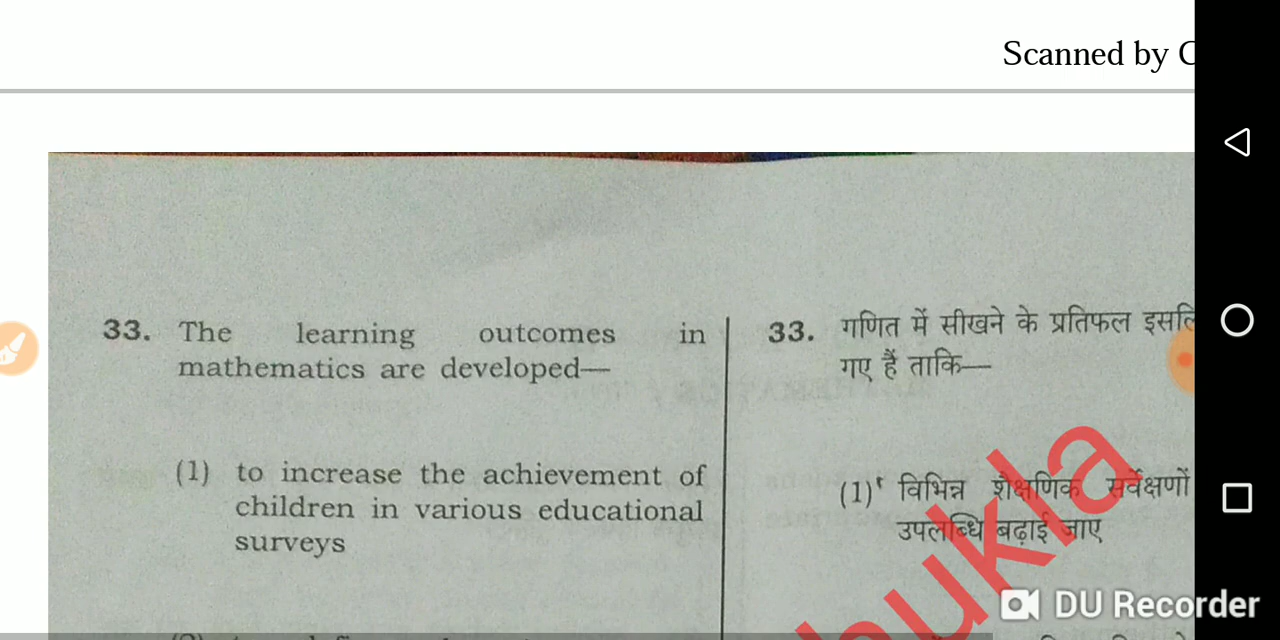 Scanned by C
33. The learning outcomes in
mathematics are developed—
(1) to increase the achievement of
children in various educational
surveys
33. गणित में सीखने के प्रतिफल
गए हैं ताकि—
(1) विभिन्न शैक्षणिक सर्वेक्षणों
उपलब्धि बढ़ाई जाए
ukla
DU Recorder